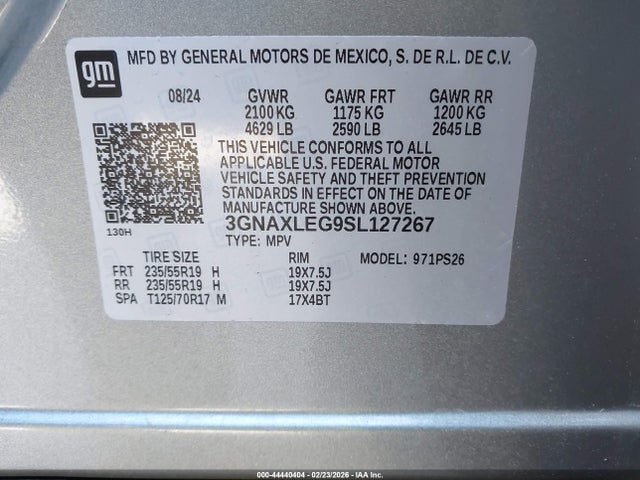 gm
MFD BY GENERAL MOTORS DE MEXICO, S. DE R.L. DE C.V.
08/24 GVWR GAWR FRT GAWR RR
2100 KG 1175 KG 1200 KG
4629 LB 2590 LB 2645 LB
THIS VEHICLE CONFORMS TO ALL
APPLICABLE U.S. FEDERAL MOTOR
VEHICLE SAFETY AND THEFT PREVENTION
STANDARDS IN EFFECT ON THE DATE OF
MANUFACTURE SHOWN ABOVE.
130H
3GNAXLEG9SL127267
TYPE: MPV
TIRE SIZE RIM MODEL: 971PS26
FRT 235/55R19 H 19X7.5J
RR 235/55R19 H 19X7.5J
SPA T125/70R17 M 17X4BT
000-44440404 - 02/23/2026 - IAA Inc.